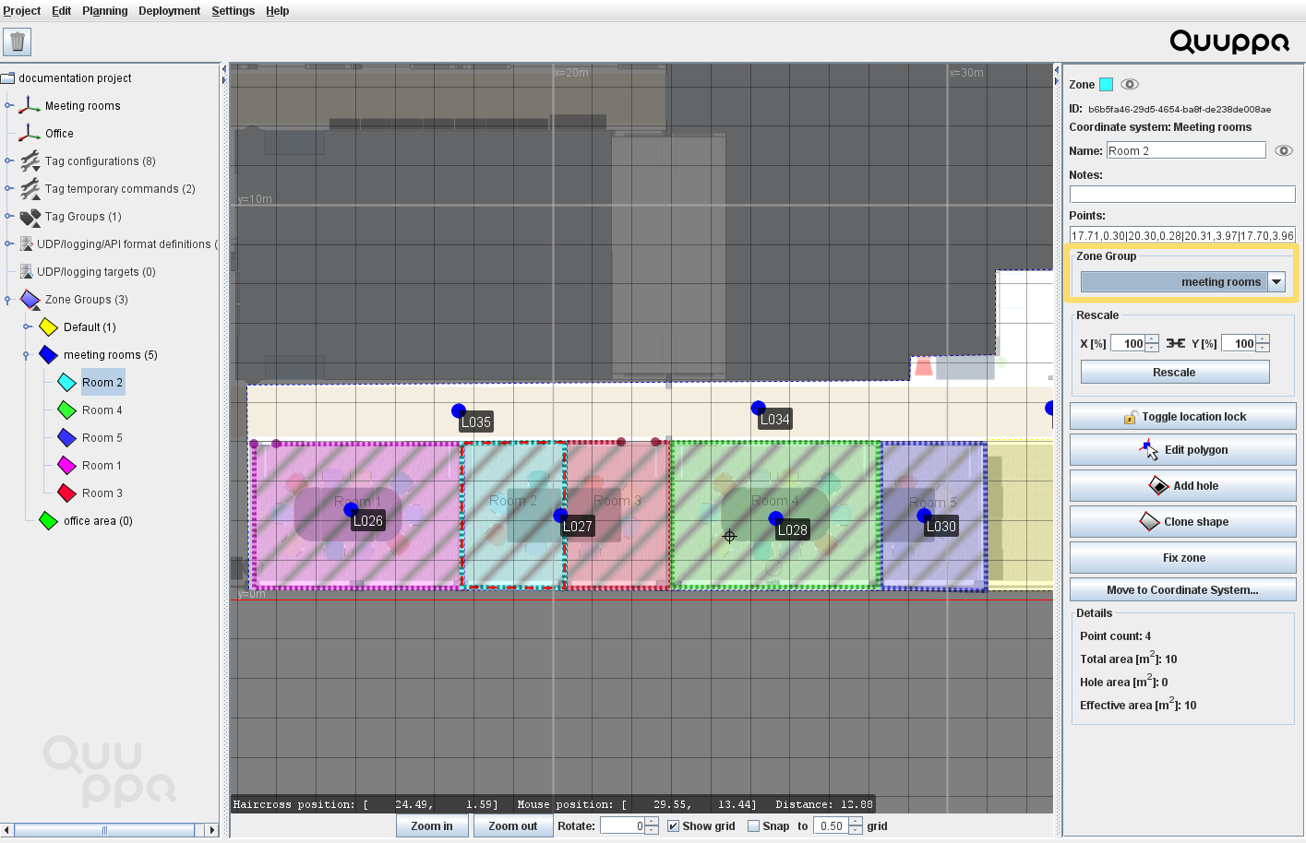 Project Edit Planning Deployment Settings Help
Quuppa
documentation project
Meeting rooms
Office
Tag configurations (8)
Tag temporary commands (2)
Tag Groups (1)
UDP/logging/API format definitions (
UDP/logging targets (0)
Zone Groups (3)
Default (1)
meeting rooms (5)
Room 2
Room 4
Room 5
Room 1
Room 3
office area (0)
Quu
ppa
x=20m
x=30m
y=10m
L035
L034
Room 1
Room 2
Room 3
Room 4
Room 5
L026
L027
L028
L030
y=0m
Haircross position: [ 24.49, 1.59] Mouse position: [ 29.55, 13.44] Distance: 12.88
Zoom in Zoom out Rotate: 0 Show grid Snap to 0.50 grid
Zone
ID: b6b5fa46-29d5-4654-ba8f-de238de008ae
Coordinate system: Meeting rooms
Name: Room 2
Notes:
Points:
17.71,0.30|20.30,0.28|20.31,3.97|17.70,3.96
Zone Group
meeting rooms
Rescale
X [%] 100 Y [%] 100
Rescale
Toggle location lock
Edit polygon
Add hole
Clone shape
Fix zone
Move to Coordinate System...
Details
Point count: 4
Total area [m2]: 10
Hole area [m2]: 0
Effective area [m2]: 10